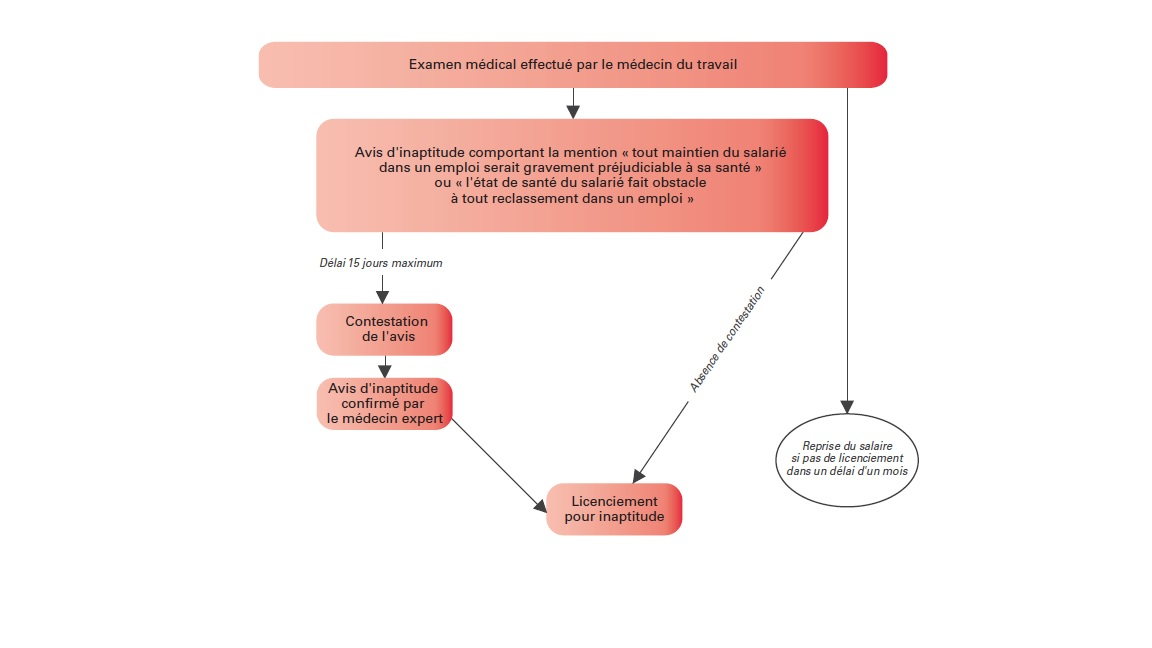 Examen médical effectué par le médecin du travail
Avis d'inaptitude comportant la mention « tout maintien du salarié
dans un emploi serait gravement préjudiciable à sa santé »
ou « l'état de santé du salarié fait obstacle
à tout reclassement dans un emploi »
Délai 15 jours maximum
Absence de contestation
Contestation
de l'avis
Avis d'inaptitude
confirmé par
le médecin expert
Reprise du salaire
si pas de licenciement
dans un délai d'un mois
Licenciement
pour inaptitude